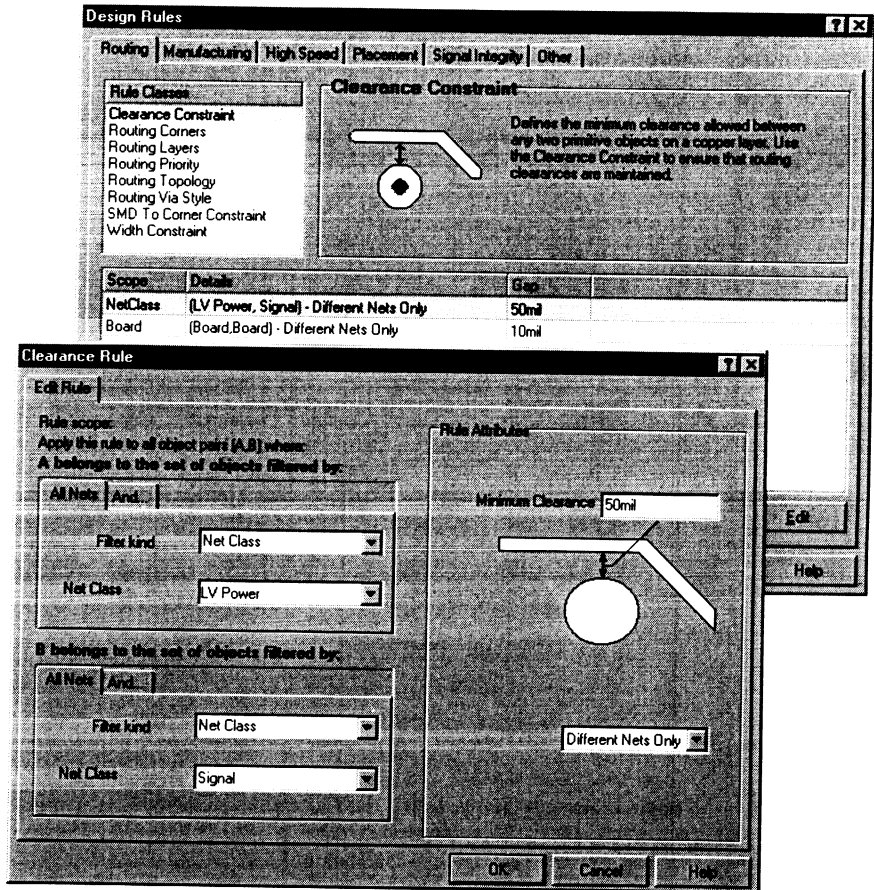 Design Rules
Routing Manufacturing High Speed Placement Signal Integrity Other
Rule Classes
Clearance Constraint
Routing Corners
Routing Layers
Routing Priority
Routing Topology
Routing Via Style
SMD To Corner Constraint
Width Constraint
Clearance Constraint
Defines the minimum clearance allowed between
any two primitive objects on a copper layer. Use
the Clearance Constraint to ensure that routing
clearances are maintained.
Scope Details Gap
NetClass (LV Power, Signal) - Different Nets Only 50mil
Board (Board,Board) - Different Nets Only 10mil
Edit
Help
Clearance Rule
Edit Rule
Rule scope:
Apply this rule to all object pairs [A,B] where:
A belongs to the set of objects filtered by:
All Nets And...
Filter kind Net Class
Net Class LV Power
B belongs to the set of objects filtered by:
All Nets And...
Filter kind Net Class
Net Class Signal
Rule Attributes
Minimum Clearance 50mil
Different Nets Only
OK Cancel Help